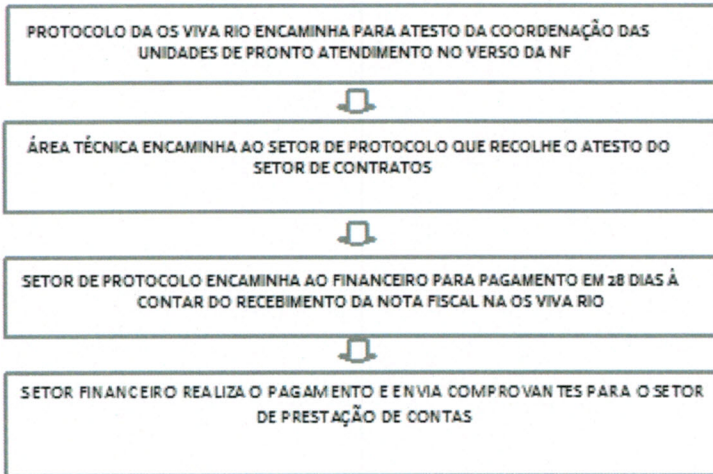 PROTOCOLO DA OS VIVA RIO ENCAMINHA PARA ATESTO DA COORDENAÇÃO DAS
UNIDADES DE PRONTO ATENDIMENTO NO VERSO DA NF
ÁREA TÉCNICA ENCAMINHA AO SETOR DE PROTOCOLO QUE RECOLHE O ATESTO DO
SETOR DE CONTRATOS
SETOR DE PROTOCOLO ENCAMINHA AO FINANCEIRO PARA PAGAMENTO EM 28 DIAS À
CONTAR DO RECEBIMENTO DA NOTA FISCAL NA OS VIVA RIO
SETOR FINANCEIRO REALIZA O PAGAMENTO E ENVIA COMPROVANTES PARA O SETOR
DE PRESTAÇÃO DE CONTAS